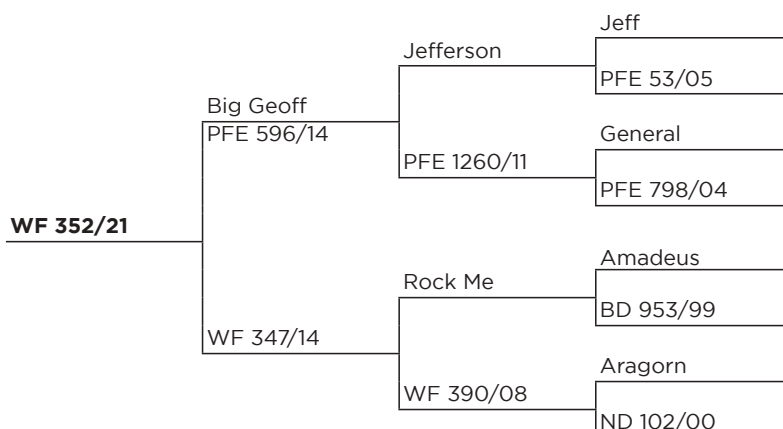 Jeff
Jefferson
PFE 53/05
Big Geoff
PFE 596/14
General
PFE 1260/11
PFE 798/04
WF 352/21
Amadeus
Rock Me
BD 953/99
WF 347/14
Aragorn
WF 390/08
ND 102/00